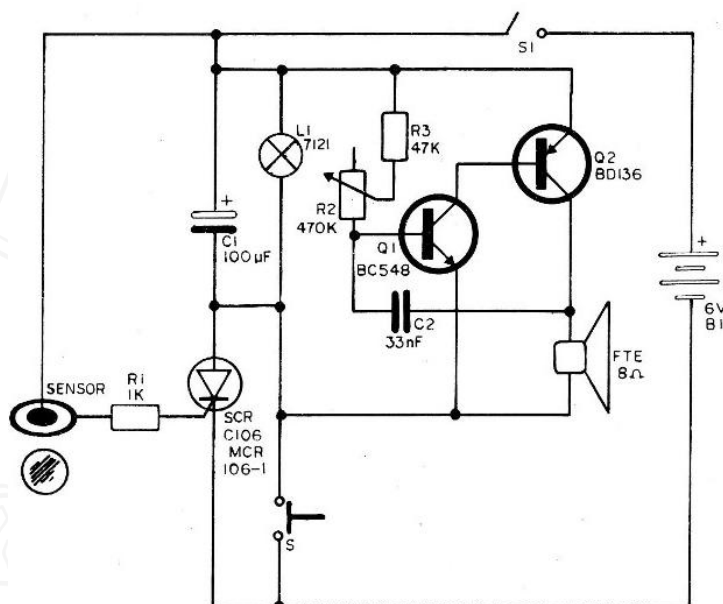 S1
L1
7121
R3
47K
Q2
BD136
R2
470K
+
C1
100µF
Q1
BC548
+
6V
B1
C2
33nF
FTE
8Ω
SENSOR
R1
1K
SCR
C106
MCR
106-1
S